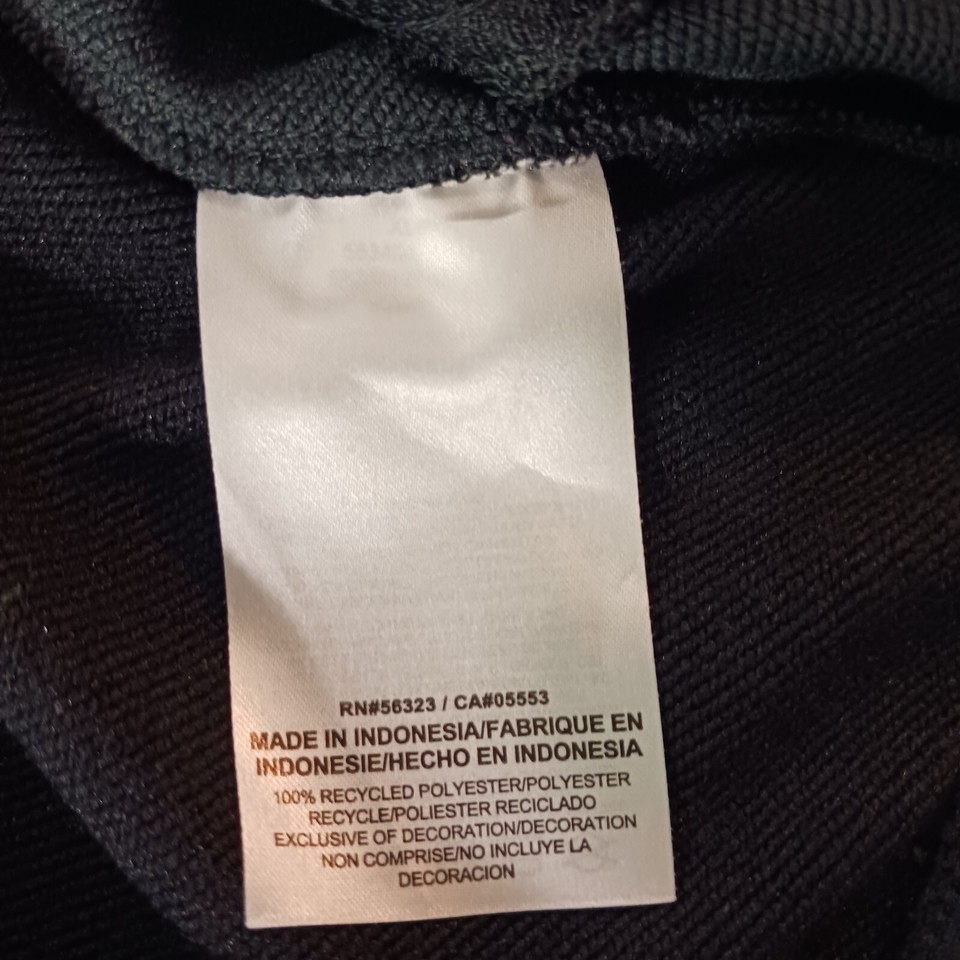 RN#56323 / CA#05553
MADE IN INDONESIA/FABRIQUE EN
INDONESIE/HECHO EN INDONESIA
100% RECYCLED POLYESTER/POLYESTER
RECYCLE/POLIESTER RECICLADO
EXCLUSIVE OF DECORATION/DECORATION
NON COMPRISE/NO INCLUYE LA
DECORACION